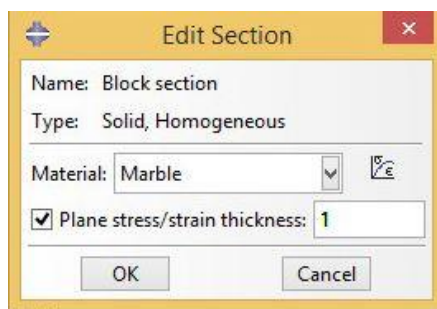 Edit Section
Name: Block section
Type: Solid, Homogeneous
Material: Marble
Plane stress/strain thickness: 1
OK Cancel